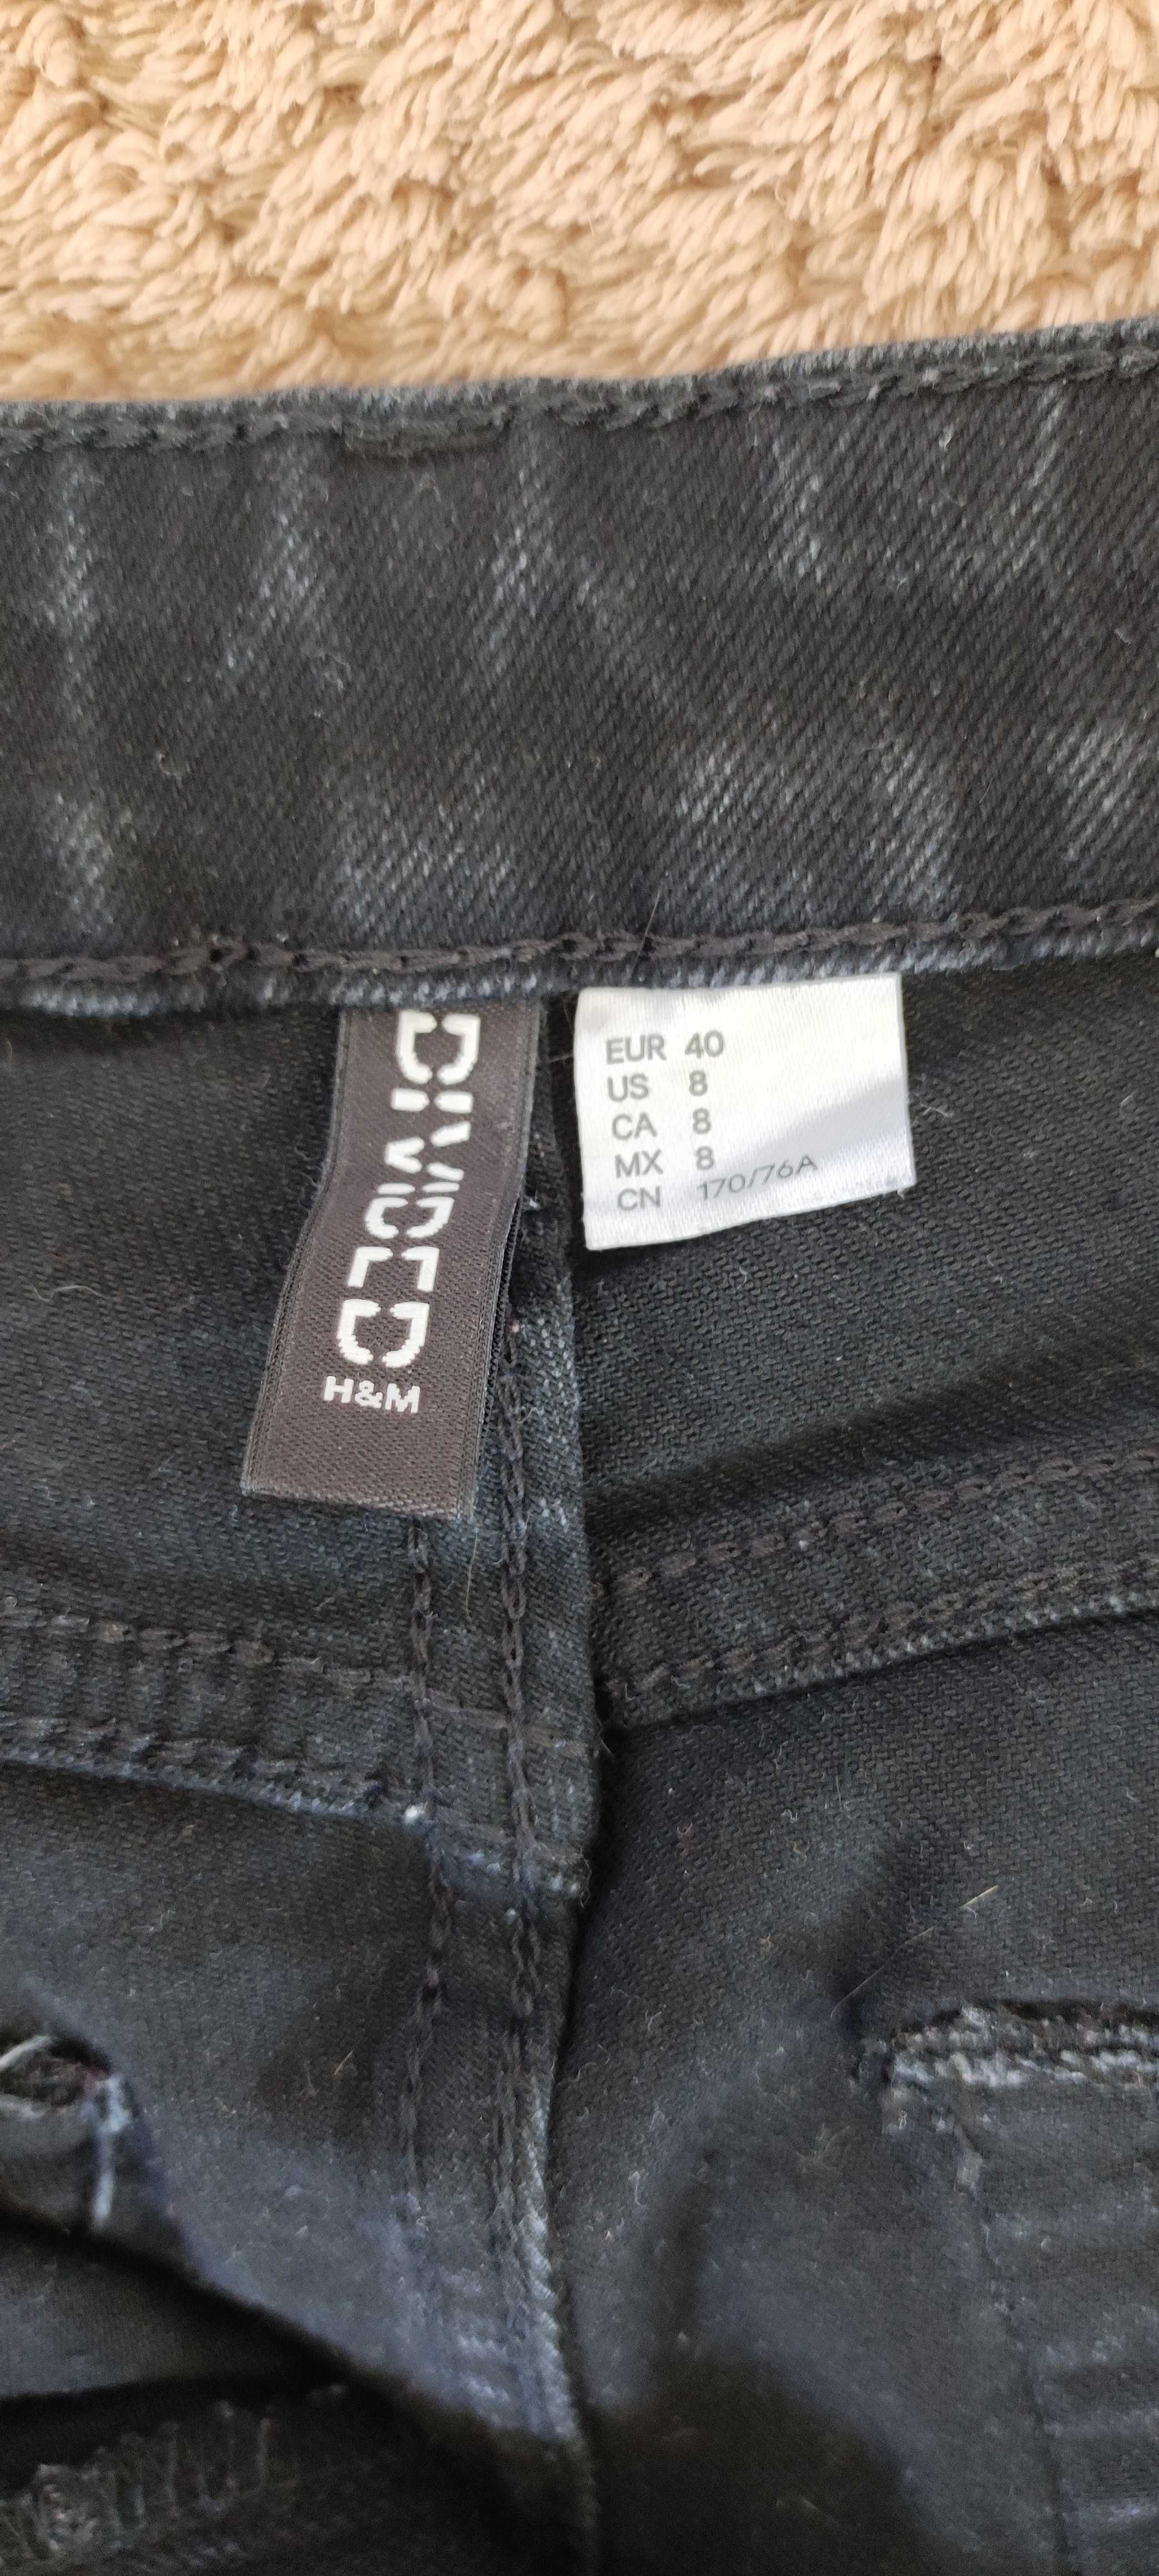 DIVIDED
H&M
EUR 40
US 8
CA 8
MX 8
CN 170/76A